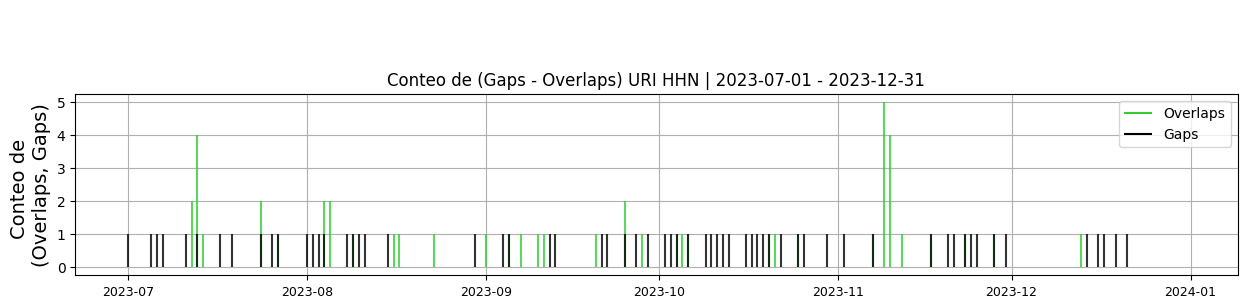 Conteo de (Gaps - Overlaps) URI HHN | 2023-07-01 - 2023-12-31
Conteo de
(Overlaps, Gaps)
5
4
3
2
1
0
Overlaps
Gaps
2023-07
2023-08
2023-09
2023-10
2023-11
2023-12
2024-01